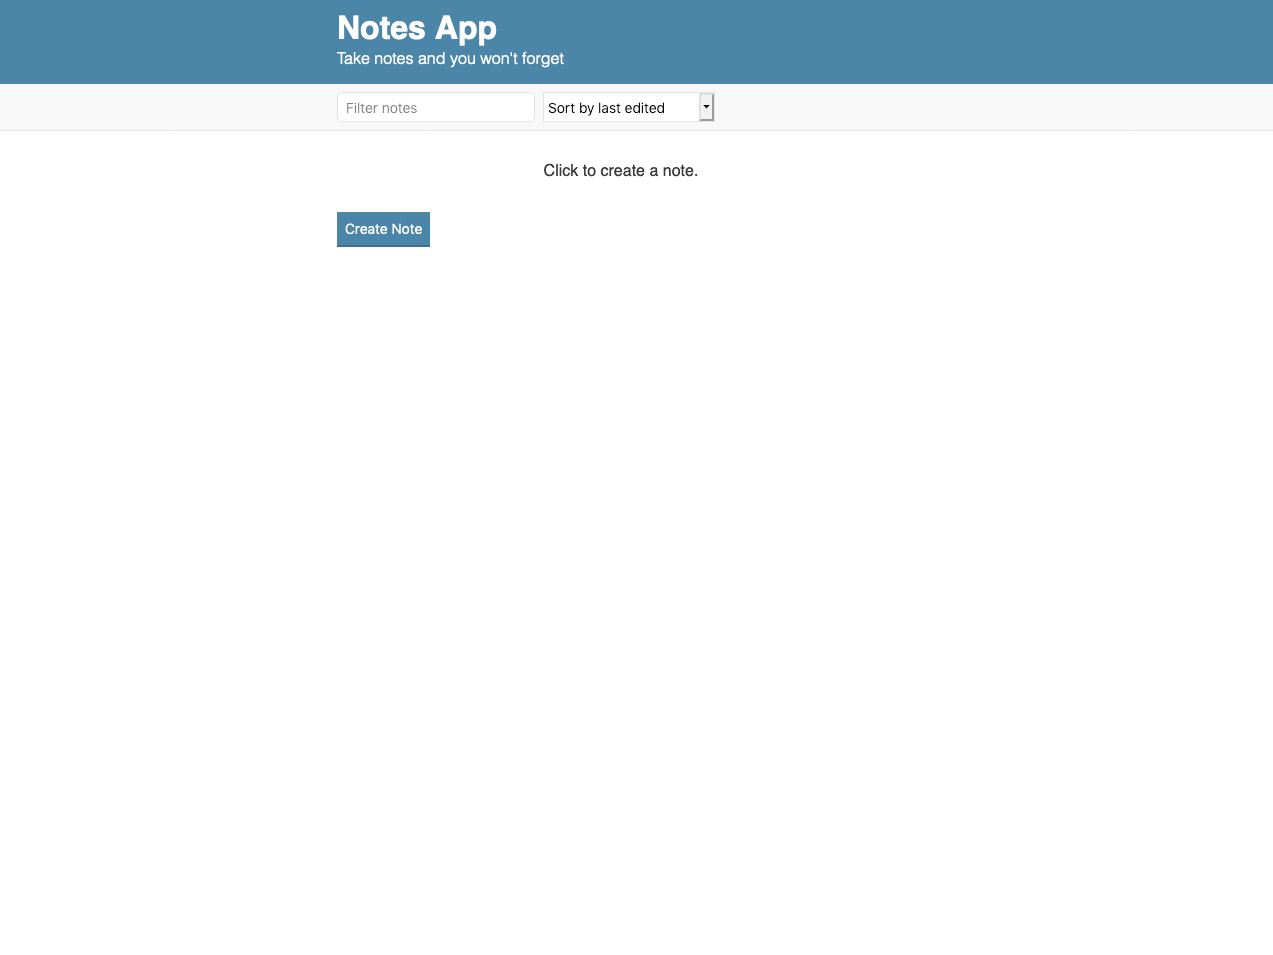 Notes App
Take notes and you won't forget
Filter notes
Sort by last edited
Click to create a note.
Create Note